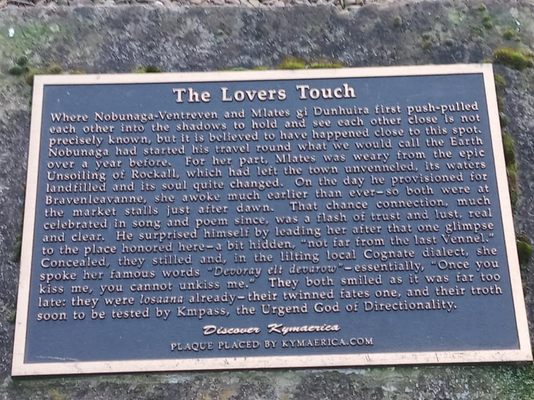 The Lovers Touch
Where Nobunaga-Ventreven and Mlates gi Dunhuira first push-pulled
each other into the shadows to hold and see each other close is not
precisely known, but it is believed to have happened close to this spot.
Nobunaga had started his travel round what we would call the Earth
over a year before. For her part, Mlates was weary from the epic
Unsoiling of Rockall, which had left the town unvenneled, its waters
landfilled and its soul quite changed. On the day he provisioned for
Bravenleavanne, she awoke much earlier than ever—so both were at
the market stalls just after dawn. That chance connection, much
celebrated in song and poem since, was a flash of trust and lust, real
and clear. He surprised himself by leading her after that one glimpse
to the place honored here—a bit hidden, "not far from the last Vennel."
Concealed, they stilled and, in the lilting local Cognate dialect, she
spoke her famous words "Devoray elt devarow"—essentially, "Once you
kiss me, you cannot unkiss me." They both smiled as it was far too
late: they were losaana already—their twinned fates one, and their troth
soon to be tested by Kmpass, the Urgend God of Directionality.
Discover Kymaerica
PLAQUE PLACED BY KYMAERICA.COM